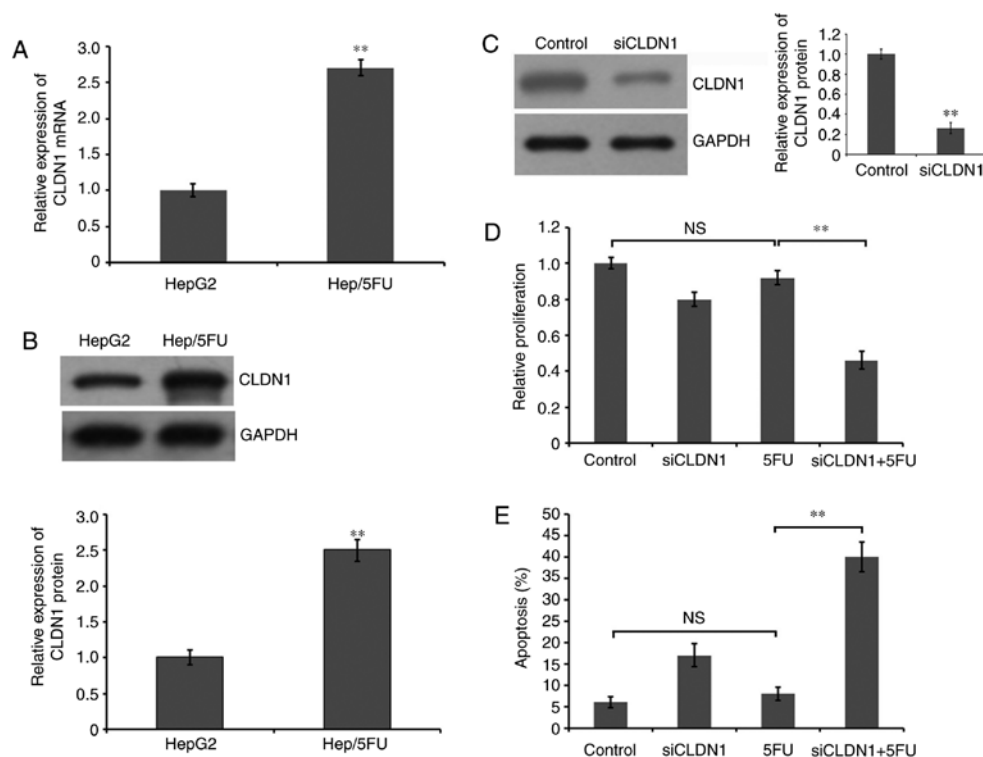 A
Relative expression of
CLDN1 mRNA
3.0
2.5
2.0
1.5
1.0
0.5
0
**
HepG2 Hep/5FU
B
HepG2 Hep/5FU
CLDN1
GAPDH
Relative expression of
CLDN1 protein
3.0
2.5
2.0
1.5
1.0
0.5
0
**
HepG2 Hep/5FU
C
Control siCLDN1
CLDN1
GAPDH
Relative expression of
CLDN1 protein
1.2
1.0
0.8
0.6
0.4
0.2
0
**
Control siCLDN1
D
Relative proliferation
1.2
1.0
0.8
0.6
0.4
1.2
0
NS **
Control siCLDN1 5FU siCLDN1+5FU
E
Apoptosis (%)
50
45
40
35
30
25
20
15
10
5
0
NS **
Control siCLDN1 5FU siCLDN1+5FU